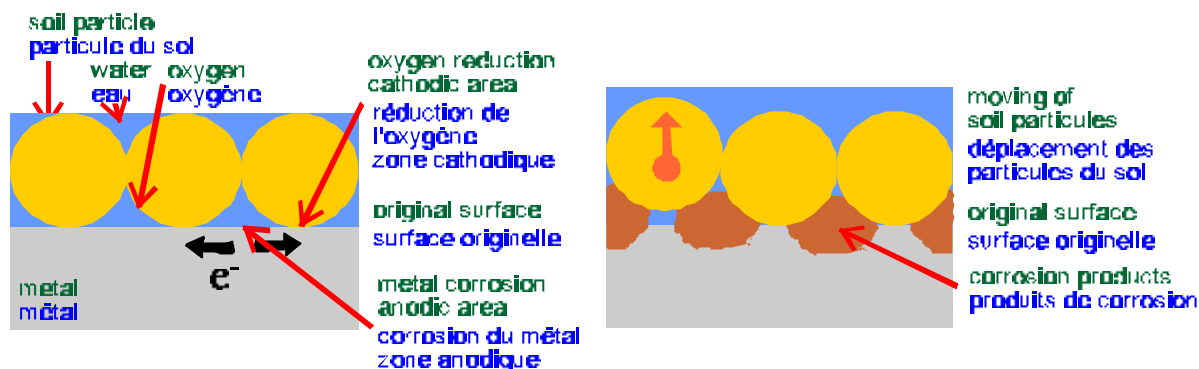 soil particle
particule du sol
water oxygen
eau oxygène
oxygen reduction
cathodic area
réduction de
l'oxygène
zone cathodique
original surface
surface originelle
e-
metal
métal
metal corrosion
anodic area
corrosion du métal
zone anodique
moving of
soil particules
déplacement des
particules du sol
original surface
surface originelle
corrosion products
produits de corrosion